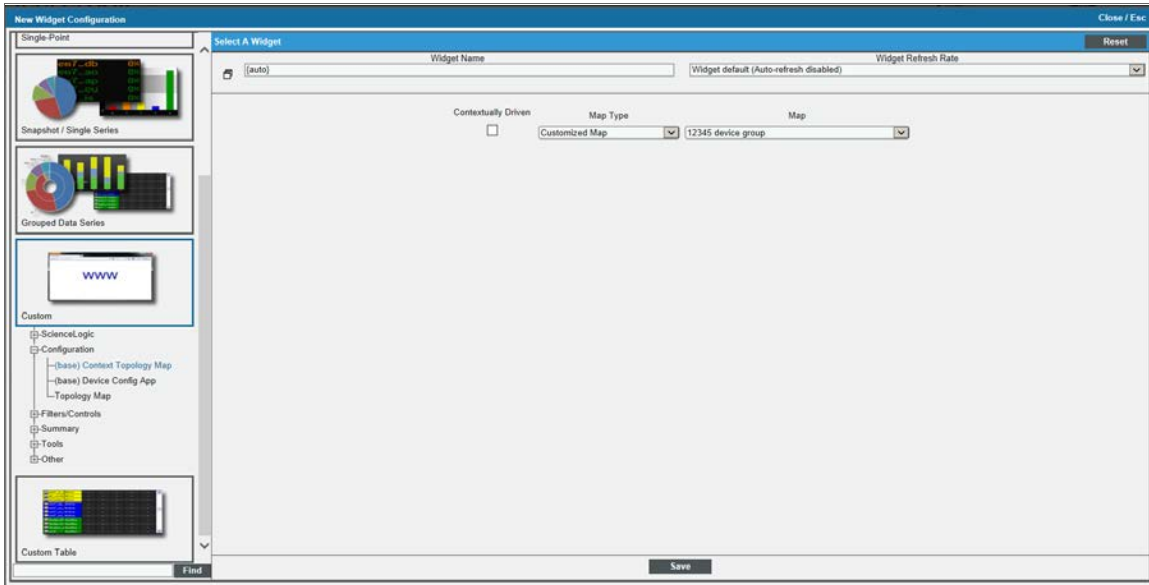 New Widget Configuration
Close / Esc
Single-Point
Select A Widget
Reset
Widget Name
Widget Refresh Rate
{auto}
Widget default (Auto-refresh disabled)
Contextually Driven
Map Type
Map
Customized Map
12345 device group
Snapshot / Single Series
Grouped Data Series
www
Custom
ScienceLogic
Configuration
(base) Context Topology Map
(base) Device Config App
Topology Map
Filters/Controls
Summary
Tools
Other
Custom Table
Find
Save